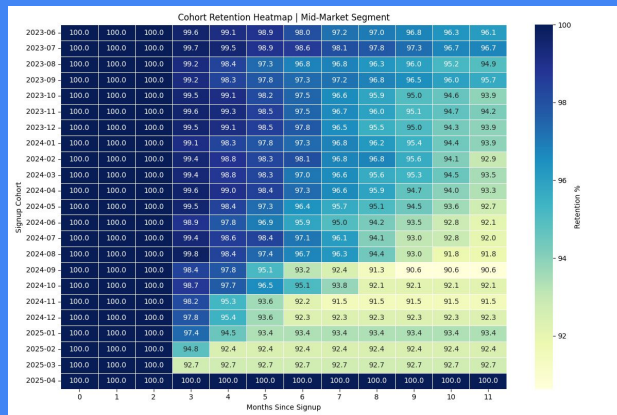 Cohort Retention Heatmap | Mid-Market Segment
2023-06 100.0 100.0 100.0 99.6 99.1 98.9 98.0 97.2 97.0 96.8 96.3 96.1
2023-07 100.0 100.0 100.0 99.7 99.5 98.9 98.6 98.1 97.8 97.3 96.7 96.7
2023-08 100.0 100.0 100.0 99.2 98.4 97.3 96.8 96.8 96.3 96.0 95.2 94.9
2023-09 100.0 100.0 100.0 99.2 98.3 97.8 97.3 97.2 96.8 96.5 96.0 95.7
2023-10 100.0 100.0 100.0 99.5 99.1 98.2 97.5 96.6 95.9 95.0 94.6 93.9
2023-11 100.0 100.0 100.0 99.6 99.3 98.5 97.5 96.7 96.0 95.1 94.7 94.2
2023-12 100.0 100.0 100.0 99.5 99.1 98.5 97.8 96.5 95.5 95.0 94.3 93.9
2024-01 100.0 100.0 100.0 99.1 98.3 97.8 97.3 96.8 96.2 95.4 94.4 93.9
2024-02 100.0 100.0 100.0 99.4 98.8 98.3 98.1 96.8 96.8 95.6 94.1 92.9
2024-03 100.0 100.0 100.0 99.4 98.8 98.3 97.0 96.6 95.6 95.3 94.5 93.5
2024-04 100.0 100.0 100.0 99.6 99.0 98.4 97.3 96.6 95.9 94.7 94.0 93.3
2024-05 100.0 100.0 100.0 99.5 98.4 97.3 96.4 95.7 95.1 94.5 93.6 92.7
2024-06 100.0 100.0 100.0 98.9 97.8 96.9 95.9 95.0 94.2 93.5 92.8 92.1
2024-07 100.0 100.0 100.0 99.4 98.6 98.4 97.1 96.1 94.1 93.0 92.8 92.0
2024-08 100.0 100.0 100.0 99.8 98.4 97.4 96.7 96.3 94.4 93.0 91.8 91.8
2024-09 100.0 100.0 100.0 98.4 97.8 95.1 93.2 92.4 91.3 90.6 90.6 90.6
2024-10 100.0 100.0 100.0 98.7 97.7 96.5 95.1 93.8 92.1 92.1 92.1 92.1
2024-11 100.0 100.0 100.0 98.2 95.3 93.6 92.2 91.5 91.5 91.5 91.5 91.5
2024-12 100.0 100.0 100.0 97.8 95.4 93.6 92.3 92.3 92.3 92.3 92.3 92.3
2025-01 100.0 100.0 100.0 97.4 94.5 93.4 93.4 93.4 93.4 93.4 93.4 93.4
2025-02 100.0 100.0 100.0 94.8 92.4 92.4 92.4 92.4 92.4 92.4 92.4 92.4
2025-03 100.0 100.0 100.0 92.7 92.7 92.7 92.7 92.7 92.7 92.7 92.7 92.7
2025-04 100.0 100.0 100.0 100.0 100.0 100.0 100.0 100.0 100.0 100.0 100.0 100.0
0 1 2 3 4 5 6 7 8 9 10 11
Months Since Signup
Signup Cohort
100
98
96
94
92
Retention %